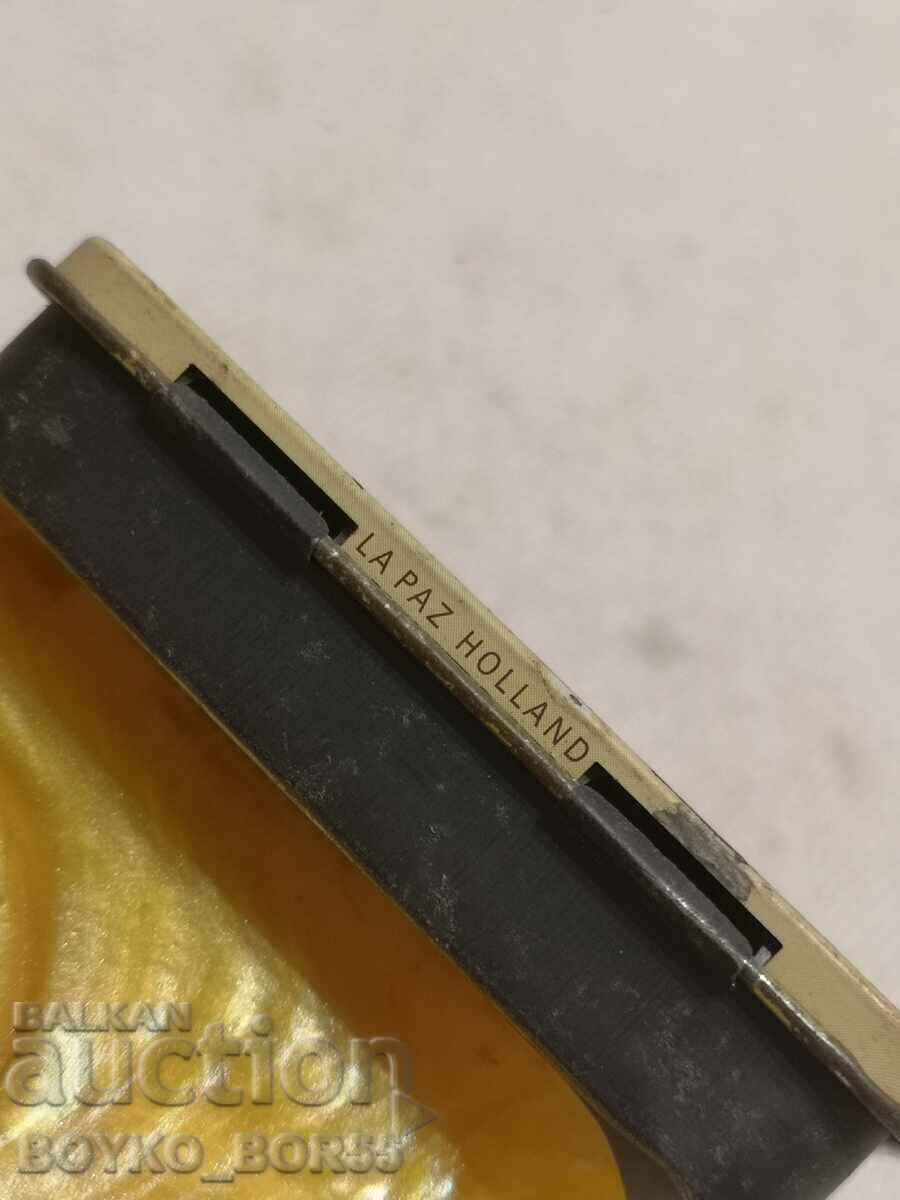 LA PAZ HOLLAND
BALKAN
auction
BOYKO_BOR55